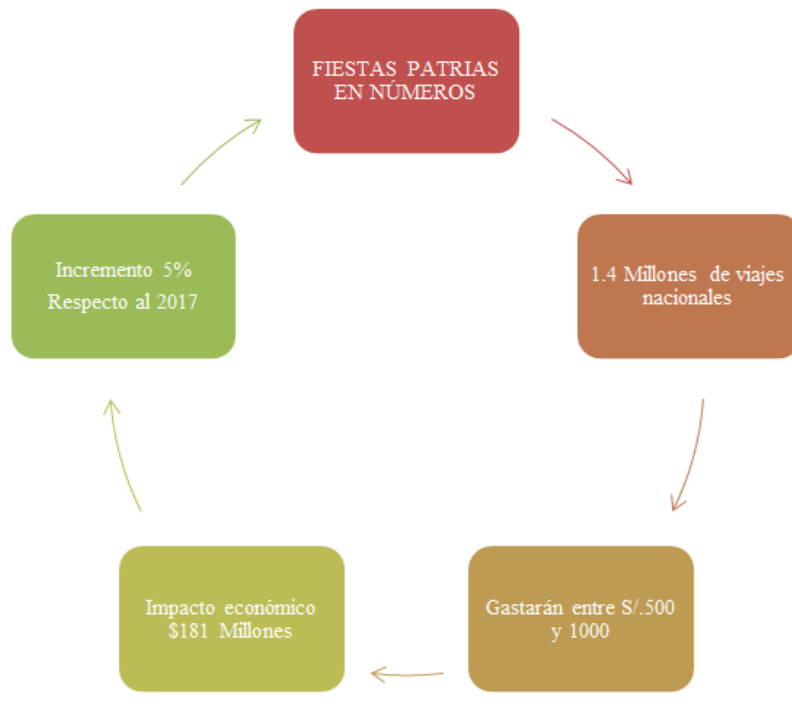 FIESTAS PATRIAS
EN NÚMEROS
1.4 Millones de viajes
nacionales
Gastarán entre S/.500
y 1000
Impacto económico
$181 Millones
Incremento 5%
Respecto al 2017